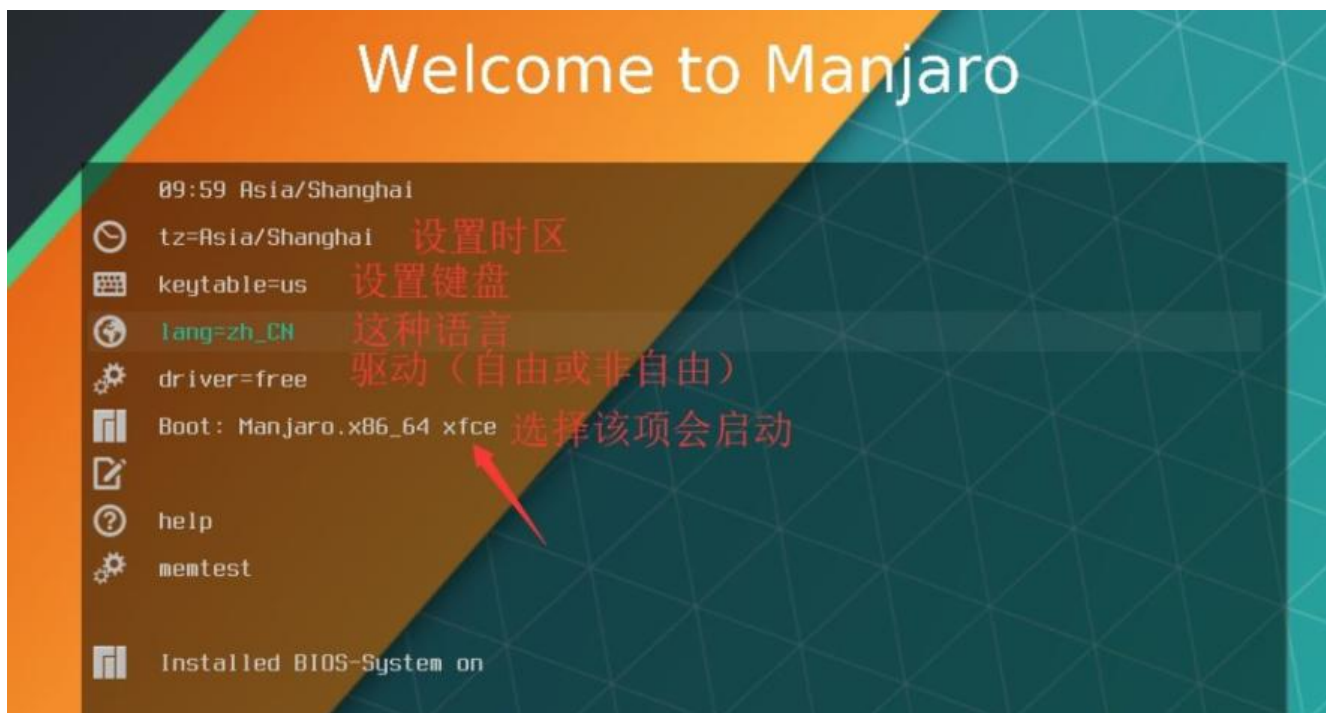 Welcome to Manjaro
09:59 Asia/Shanghai
tz=Asia/Shanghai 设置时区
keytable=us 设置键盘
lang=zh_CN 这种语言
driver=free 驱动（自由或非自由）
Boot: Manjaro.x86_64 xfce 选择该项会启动
help
memtest
Installed BIOS-System on